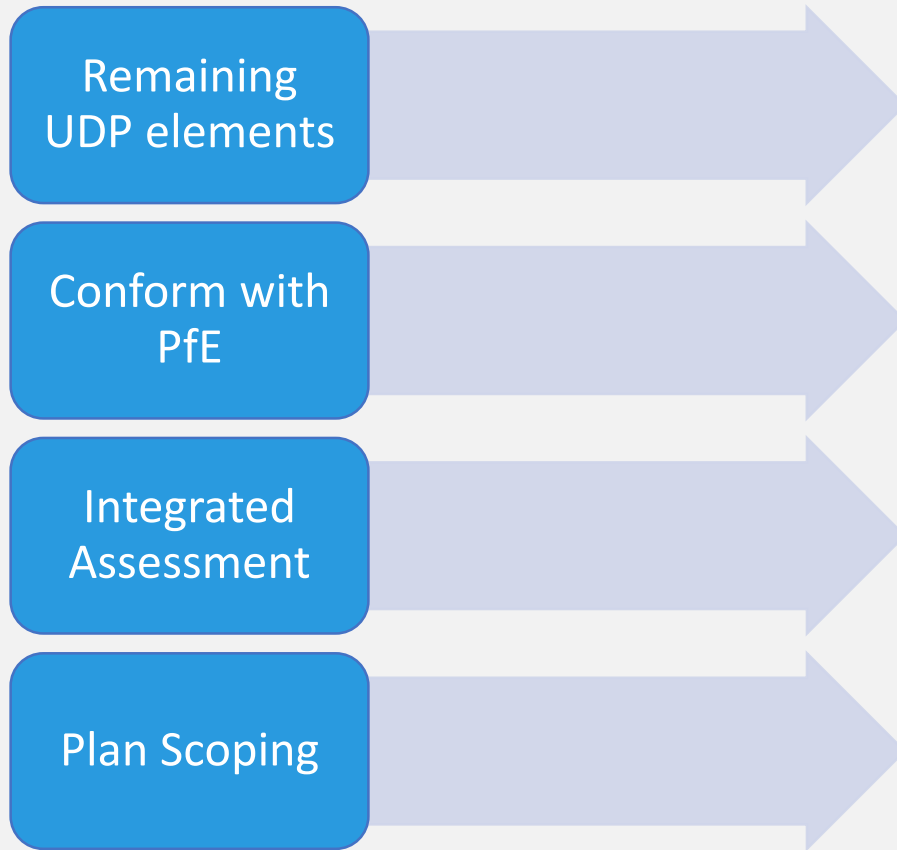 Remaining
UDP elements
Conform with
PfE
Integrated
Assessment
Plan Scoping